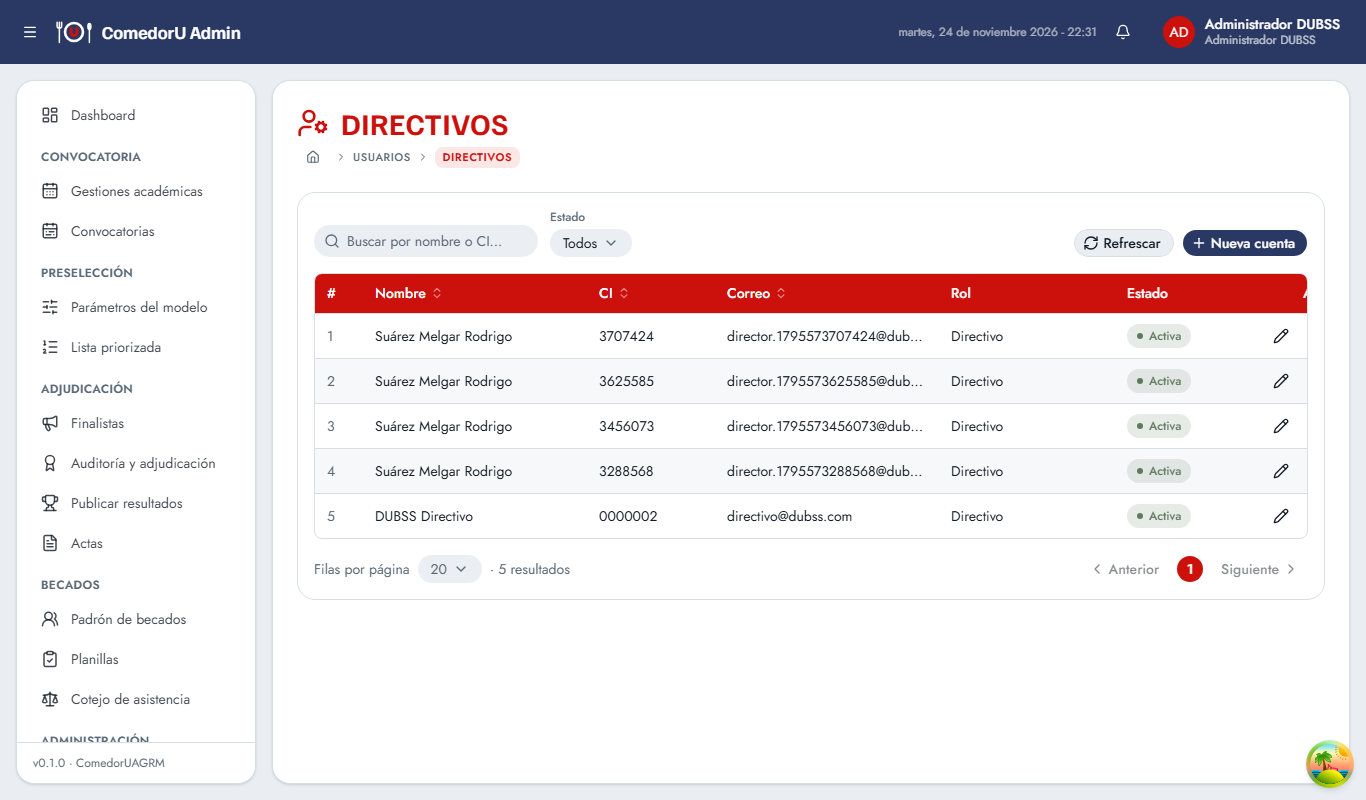 ComedorU Admin
martes, 24 de noviembre 2026 - 22:31
AD
Administrador DUBSS
Administrador DUBSS
Dashboard
CONVOCATORIA
Gestiones académicas
Convocatorias
PRESELECCIÓN
Parámetros del modelo
Lista priorizada
ADJUDICACIÓN
Finalistas
Auditoría y adjudicación
Publicar resultados
Actas
BECADOS
Padrón de becados
Planillas
Cotejo de asistencia
ADMINISTRACIÓN
v0.1.0 · ComedorUAGRM
DIRECTIVOS
USUARIOS
DIRECTIVOS
Estado
Buscar por nombre o CI...
Todos
Refrescar
Nueva cuenta
# Nombre CI Correo Rol Estado
1 Suárez Melgar Rodrigo 3707424 director.1795573707424@dub... Directivo Activa
2 Suárez Melgar Rodrigo 3625585 director.1795573625585@dub... Directivo Activa
3 Suárez Melgar Rodrigo 3456073 director.1795573456073@dub... Directivo Activa
4 Suárez Melgar Rodrigo 3288568 director.1795573288568@dub... Directivo Activa
5 DUBSS Directivo 0000002 directivo@dubss.com Directivo Activa
Filas por página 20 · 5 resultados
Anterior 1 Siguiente